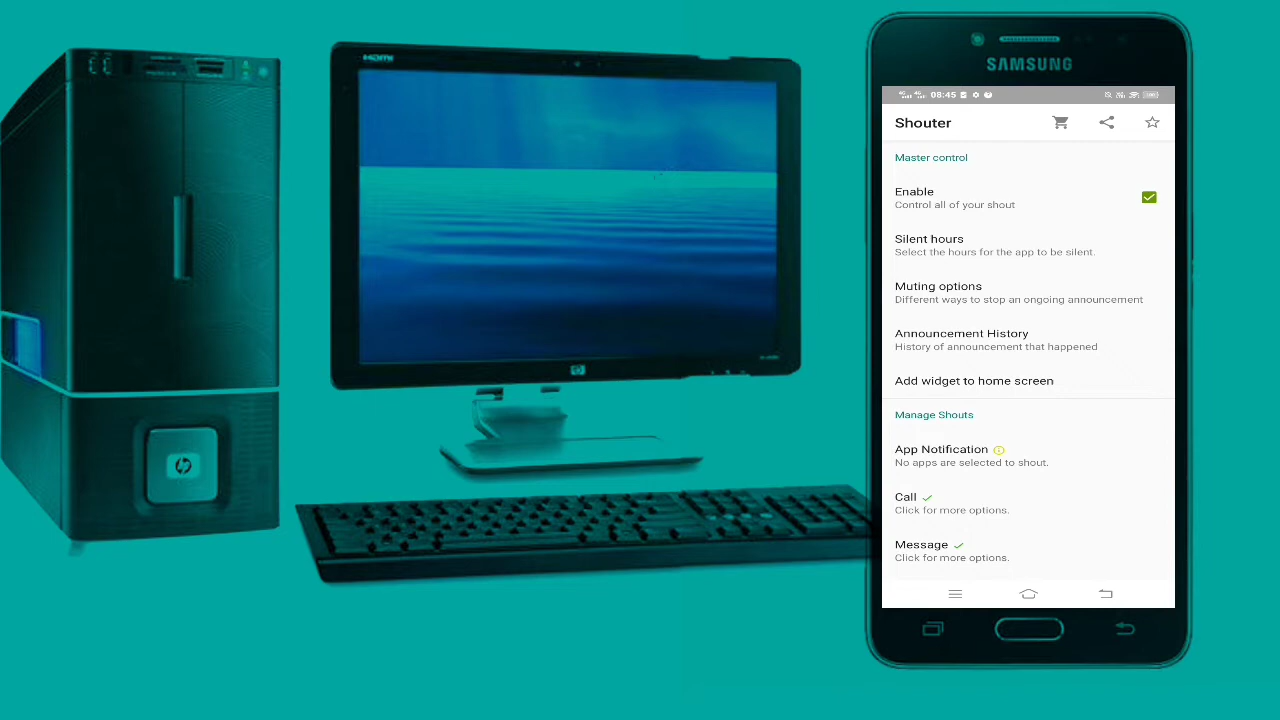 HDMI
hp
hp
SAMSUNG
08:45
Shouter
Master control
Enable
Control all of your shout
Silent hours
Select the hours for the app to be silent.
Muting options
Different ways to stop an ongoing announcement
Announcement History
History of announcement that happened
Add widget to home screen
Manage Shouts
App Notification
No apps are selected to shout.
Call
Click for more options.
Message
Click for more options.